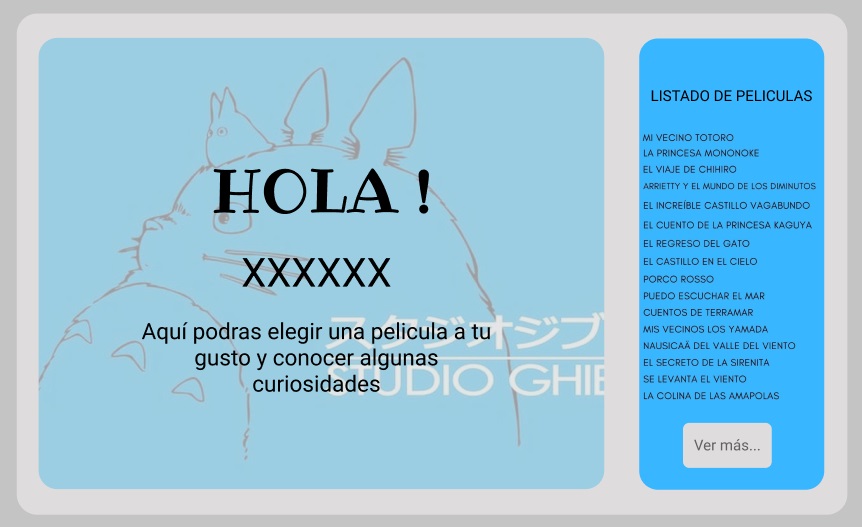 HOLA !
XXXXXX
Aquí podras elegir una pelicula a tu
gusto y conocer algunas
curiosidades
スタジオジブ
STUDIO GHIB
LISTADO DE PELICULAS
MI VECINO TOTORO
LA PRINCESA MONONOKE
EL VIAJE DE CHIHIRO
ARRIETTY Y EL MUNDO DE LOS DIMINUTOS
EL INCREÍBLE CASTILLO VAGABUNDO
EL CUENTO DE LA PRINCESA KAGUYA
EL REGRESO DEL GATO
EL CASTILLO EN EL CIELO
PORCO ROSSO
PUEDO ESCUCHAR EL MAR
CUENTOS DE TERRAMAR
MIS VECINOS LOS YAMADA
NAUSICAÄ DEL VALLE DEL VIENTO
EL SECRETO DE LA SIRENITA
SE LEVANTA EL VIENTO
LA COLINA DE LAS AMAPOLAS
Ver más...